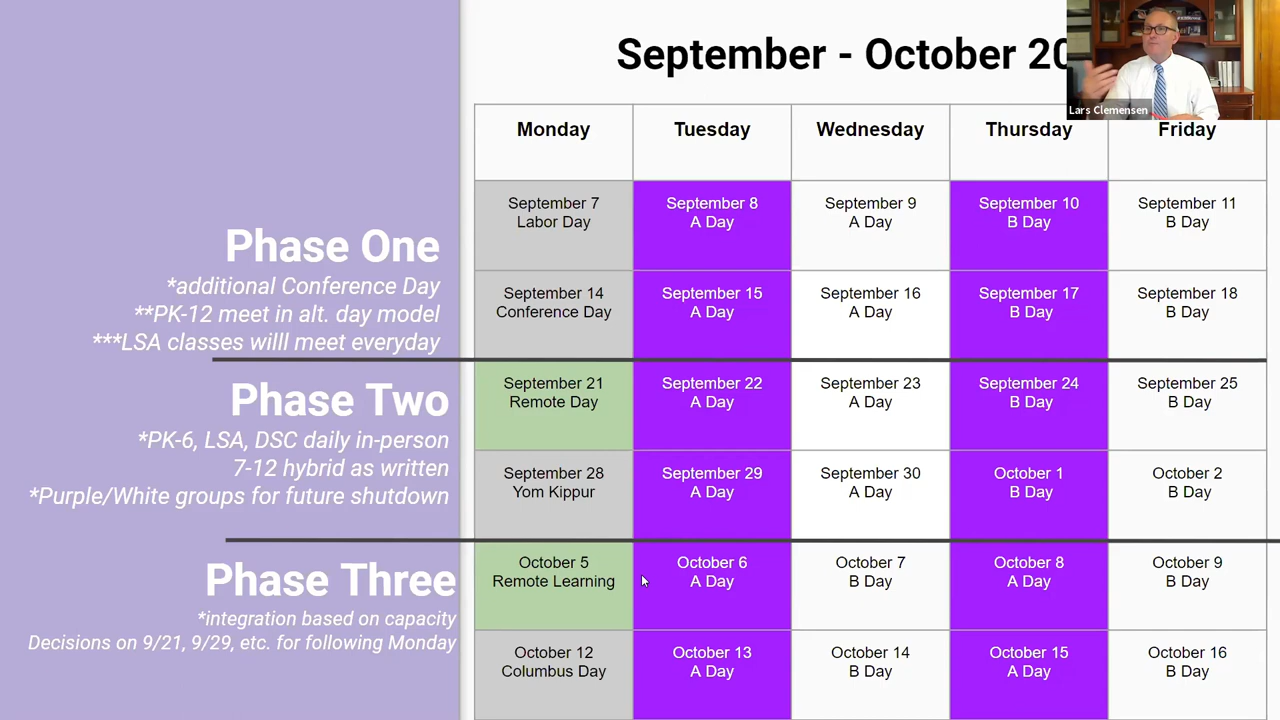 September - October 20
Lars Clemensen
Monday Tuesday Wednesday Thursday Friday
September 7 September 8 September 9 September 10 September 11
Labor Day A Day A Day B Day B Day
Phase One
*additional Conference Day
**PK-12 meet in alt. day model
***LSA classes willl meet everyday
September 14 September 15 September 16 September 17 September 18
Conference Day A Day A Day B Day B Day
Phase Two
*PK-6, LSA, DSC daily in-person
7-12 hybrid as written
*Purple/White groups for future shutdown
September 21 September 22 September 23 September 24 September 25
Remote Day A Day A Day B Day B Day
September 28 September 29 September 30 October 1 October 2
Yom Kippur A Day A Day B Day B Day
Phase Three
*integration based on capacity
Decisions on 9/21, 9/29, etc. for following Monday
October 5 October 6 October 7 October 8 October 9
Remote Learning A Day B Day A Day B Day
October 12 October 13 October 14 October 15 October 16
Columbus Day A Day B Day A Day B Day